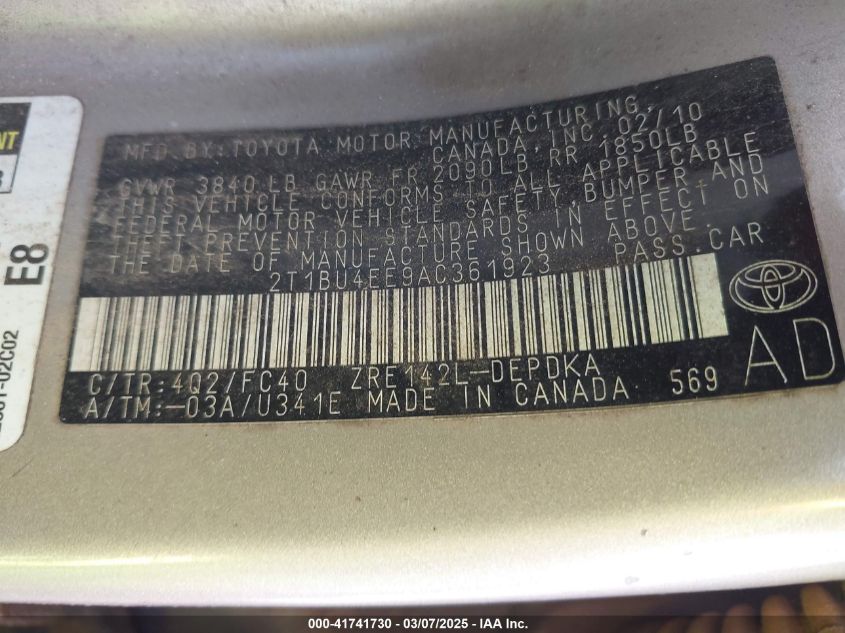 MFD BY:TOYOTA MOTOR MANUFACTURING,
CANADA, INC. 02/10
GVWR 3840 LB GAWR FR 2090LB RR 1850LB
THIS VEHICLE CONFORMS TO ALL APPLICABLE
FEDERAL MOTOR VEHICLE SAFETY, BUMPER AND
THEFT PREVENTION STANDARDS IN EFFECT ON
THE DATE OF MANUFACTURE SHOWN ABOVE.
2T1BU4EE9AC361923 PASS.CAR
C/TR:4Q2/FC40 ZRE142L-DEPDKA
A/TM:-03A/U341E MADE IN CANADA 569
AD
E8
000-41741730 - 03/07/2025 - IAA Inc.